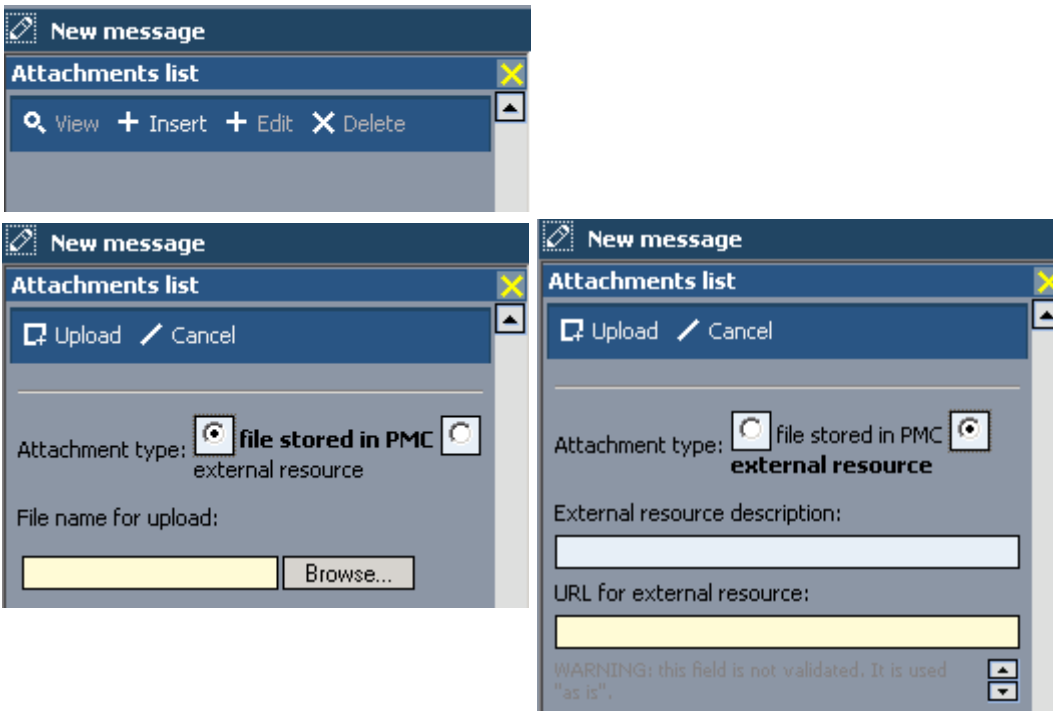 New message
Attachments list
View Insert Edit Delete
New message
Attachments list
Upload Cancel
Attachment type: file stored in PMC
external resource
File name for upload:
Browse...
New message
Attachments list
Upload Cancel
Attachment type: file stored in PMC
external resource
External resource description:
URL for external resource:
WARNING: this field is not validated. It is used
"as is".